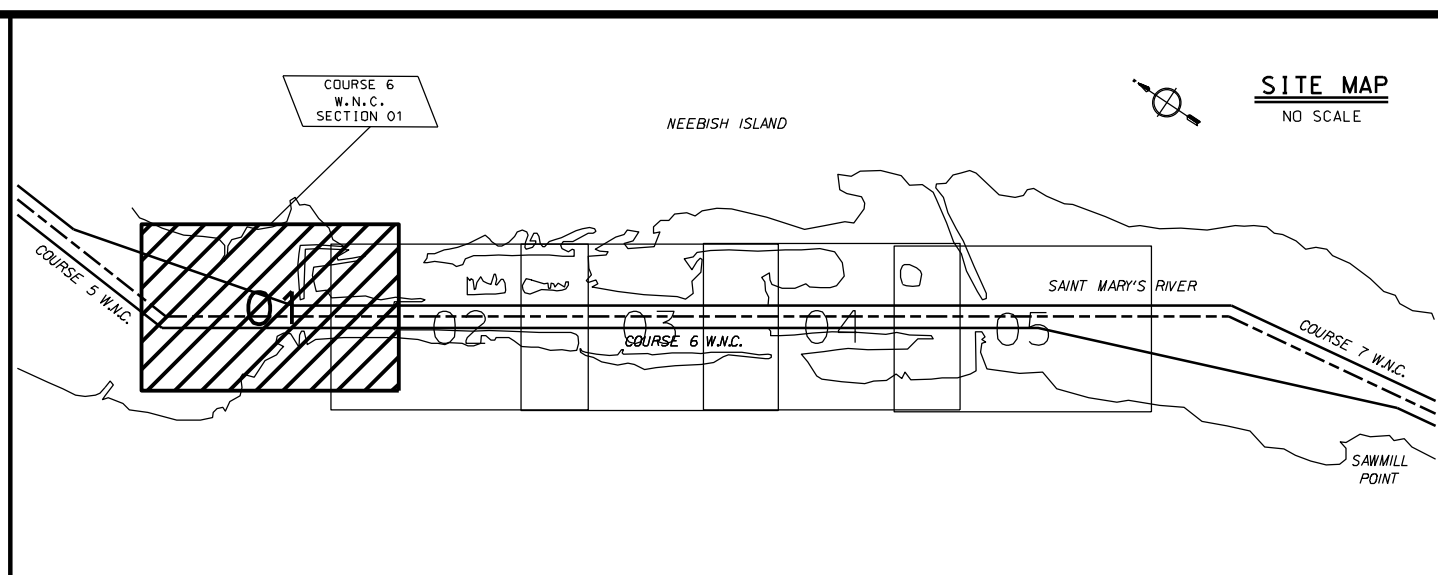 COURSE 6
W.N.C.
SECTION 01
SITE MAP
NO SCALE
NEEBISH ISLAND
COURSE 5 W.N.C.
01
02
03
04
05
SAINT MARY'S RIVER
COURSE 6 W.N.C.
COURSE 7 W.N.C.
SAWMILL
POINT